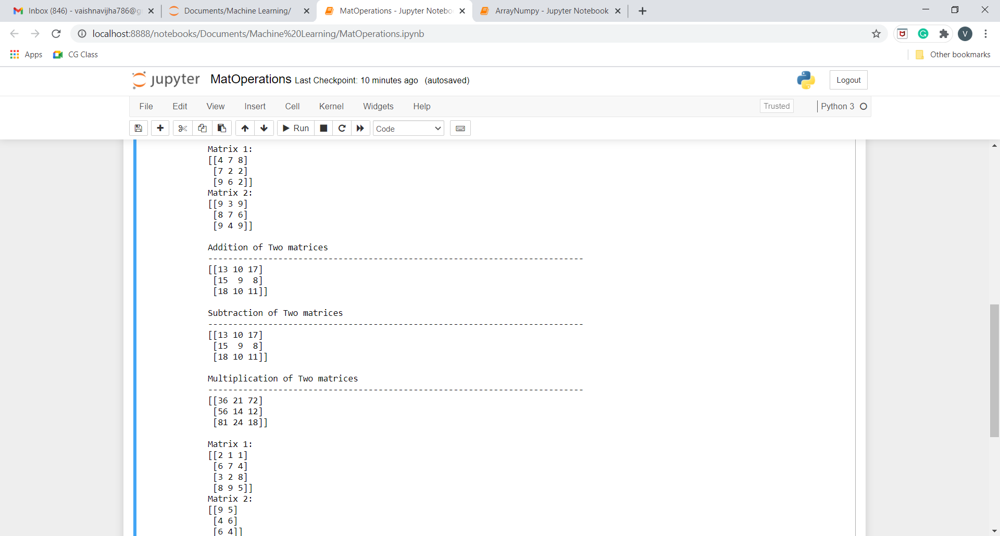 Inbox (846) - vaishnavijha786@g
Documents/Machine Learning/
MatOperations - Jupyter Notebo
ArrayNumpy - Jupyter Notebook
localhost:8888/notebooks/Documents/Machine%20Learning/MatOperations.ipynb
V
Apps
CG Class
Other bookmarks
jupyter
MatOperations Last Checkpoint: 10 minutes ago (autosaved)
Logout
File Edit View Insert Cell Kernel Widgets Help
Trusted
Python 3
Run
Code
Matrix 1:
[[4 7 8]
 [7 2 2]
 [9 6 2]]
Matrix 2:
[[9 3 9]
 [8 7 6]
 [9 4 9]]
Addition of Two matrices
---------------------------------------------------------------------------
[[13 10 17]
 [15  9  8]
 [18 10 11]]
Subtraction of Two matrices
---------------------------------------------------------------------------
[[13 10 17]
 [15  9  8]
 [18 10 11]]
Multiplication of Two matrices
---------------------------------------------------------------------------
[[36 21 72]
 [56 14 12]
 [81 24 18]]
Matrix 1:
[[2 1 1]
 [6 7 4]
 [3 2 8]
 [8 9 5]]
Matrix 2:
[[9 5]
 [4 6]
 [6 4]]